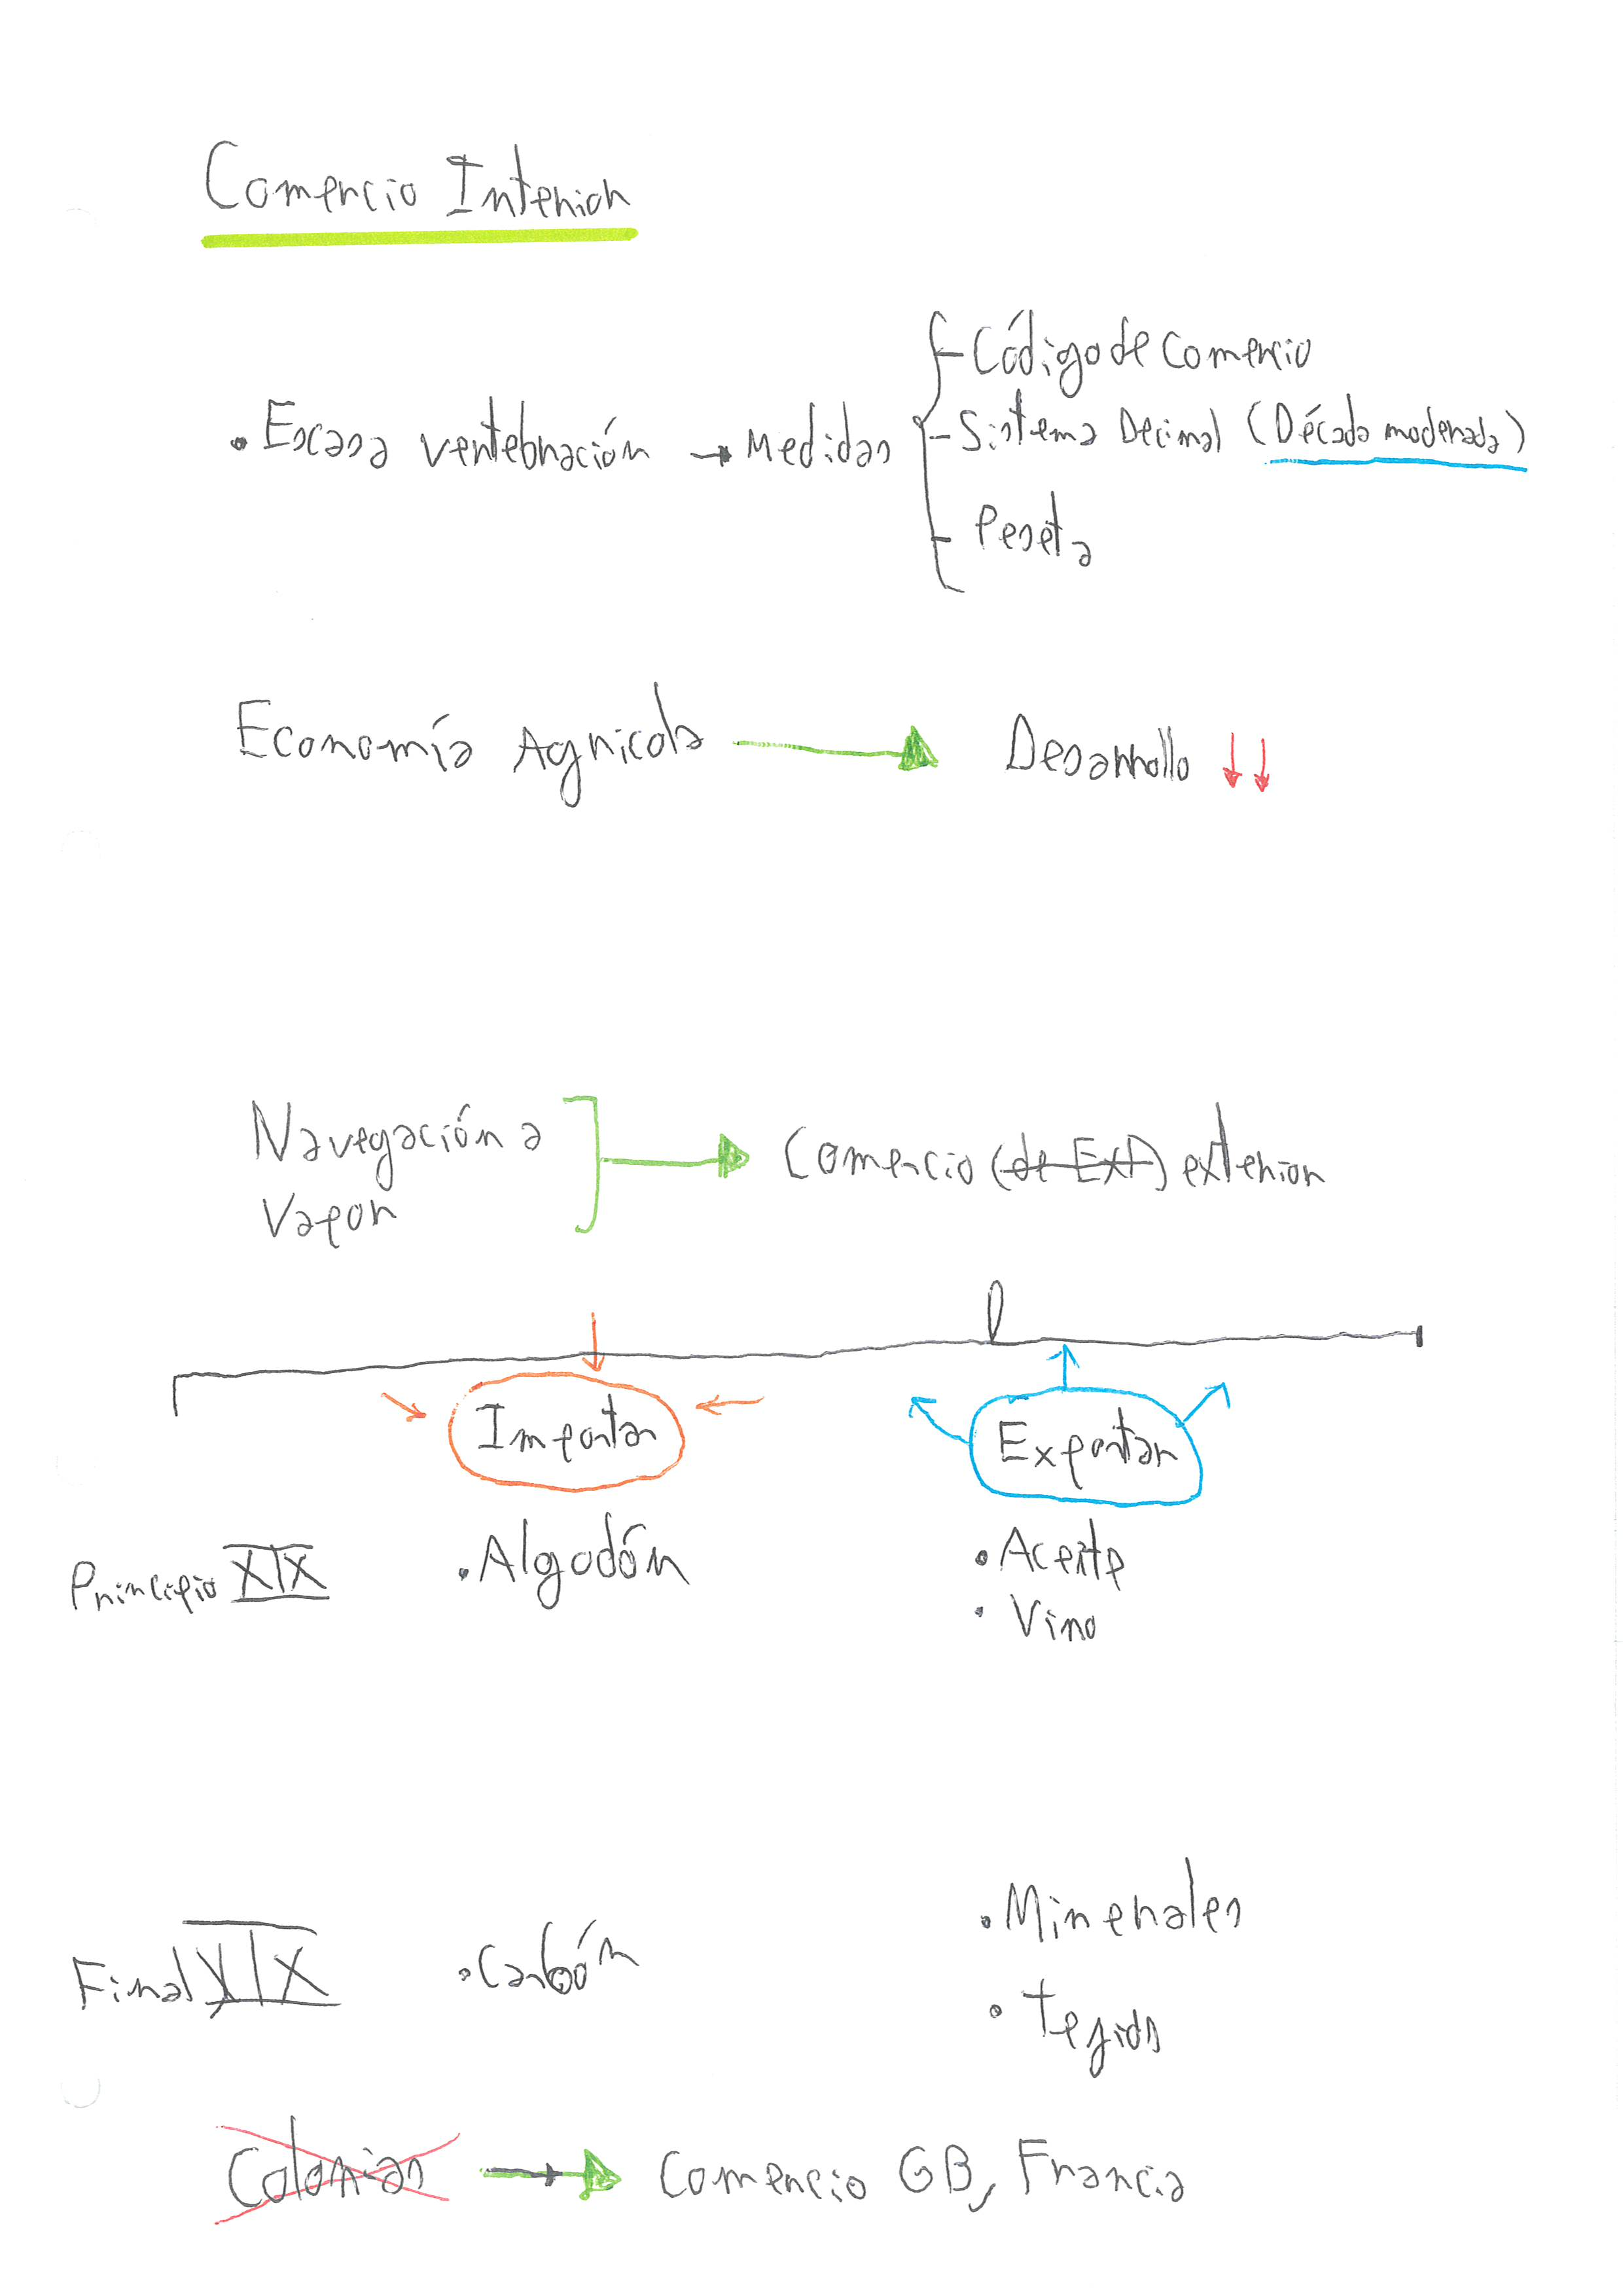 Comercio Interior
- Código de Comercio
• Escasa vertebración → Medidas
- Sistema Decimal (Década moderada)
- Peseta
Economía Agricola → Desarrollo ↓↓
Navegación a
Vapor
→ Comercio (de Ext) exterior
Importar
Exportar
Principio XIX
• Algodón
• Aceite
• Vino
Final XIX
• Carbón
• Minerales
• Tejidos
Colonias → Comercio GB, Francia